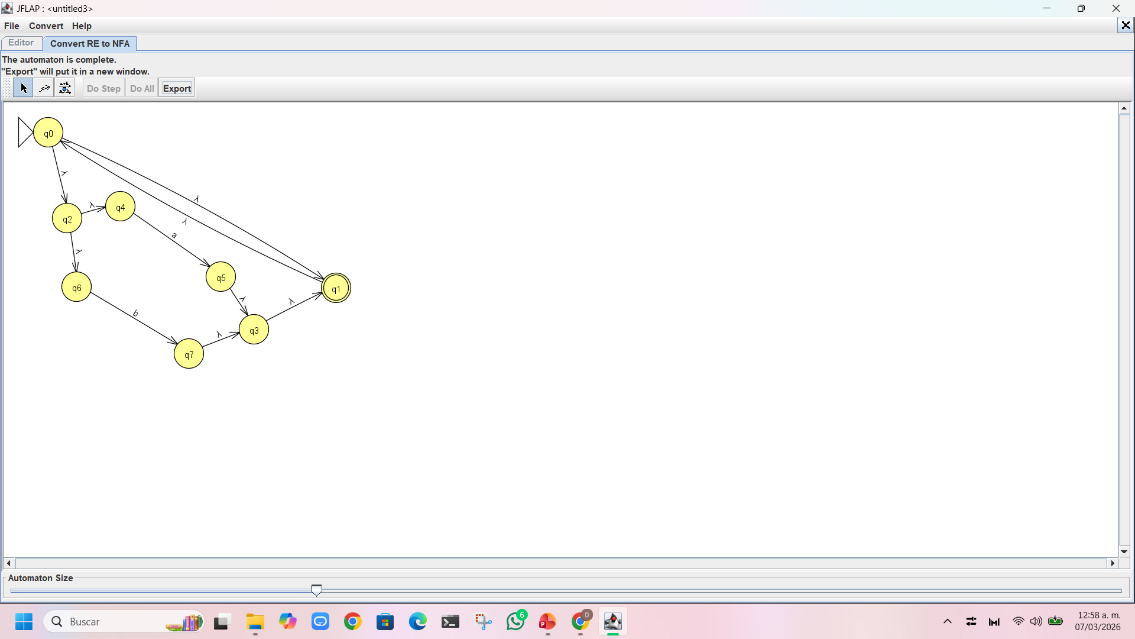 JFLAP : <untitled3>
File Convert Help
Editor Convert RE to NFA
The automaton is complete.
"Export" will put it in a new window.
Do Step Do All Export
q0
λ
λ
q2 λ q4
λ
a
λ
q5
q6
λ
q1
b
λ
q3
λ
q7
Automaton Size
Buscar
6
0
12:58 a. m.
07/03/2026